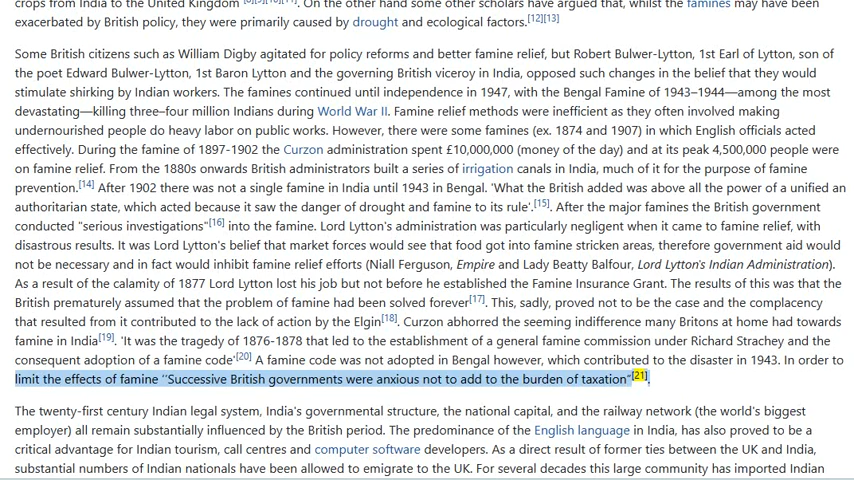 crops from India to the United Kingdom [8][9][10][11]. On the other hand some other scholars have argued that, whilst the famines may have been
exacerbated by British policy, they were primarily caused by drought and ecological factors.[12][13]
Some British citizens such as William Digby agitated for policy reforms and better famine relief, but Robert Bulwer-Lytton, 1st Earl of Lytton, son of
the poet Edward Bulwer-Lytton, 1st Baron Lytton and the governing British viceroy in India, opposed such changes in the belief that they would
stimulate shirking by Indian workers. The famines continued until independence in 1947, with the Bengal Famine of 1943–1944—among the most
devastating—killing three–four million Indians during World War II. Famine relief methods were inefficient as they often involved making
undernourished people do heavy labor on public works. However, there were some famines (ex. 1874 and 1907) in which English officials acted
effectively. During the famine of 1897-1902 the Curzon administration spent £10,000,000 (money of the day) and at its peak 4,500,000 people were
on famine relief. From the 1880s onwards British administrators built a series of irrigation canals in India, much of it for the purpose of famine
prevention.[14] After 1902 there was not a single famine in India until 1943 in Bengal. 'What the British added was above all the power of a unified an
authoritarian state, which acted because it saw the danger of drought and famine to its rule'.[15]. After the major famines the British government
conducted "serious investigations"[16] into the famine. Lord Lytton's administration was particularly negligent when it came to famine relief, with
disastrous results. It was Lord Lytton's belief that market forces would see that food got into famine stricken areas, therefore government aid would
not be necessary and in fact would inhibit famine relief efforts (Niall Ferguson, Empire and Lady Beatty Balfour, Lord Lytton's Indian Administration).
As a result of the calamity of 1877 Lord Lytton lost his job but not before he established the Famine Insurance Grant. The results of this was that the
British prematurely assumed that the problem of famine had been solved forever[17]. This, sadly, proved not to be the case and the complacency
that resulted from it contributed to the lack of action by the Elgin[18]. Curzon abhorred the seeming indifference many Britons at home had towards
famine in India[19]. 'It was the tragedy of 1876-1878 that led to the establishment of a general famine commission under Richard Strachey and the
consequent adoption of a famine code'[20] A famine code was not adopted in Bengal however, which contributed to the disaster in 1943. In order to
limit the effects of famine ''Successive British governments were anxious not to add to the burden of taxation"[21].
The twenty-first century Indian legal system, India's governmental structure, the national capital, and the railway network (the world's biggest
employer) all remain substantially influenced by the British period. The predominance of the English language in India, has also proved to be a
critical advantage for Indian tourism, call centres and computer software developers. As a direct result of former ties between the UK and India,
substantial numbers of Indian nationals have been allowed to emigrate to the UK. For several decades this large community has imported Indian